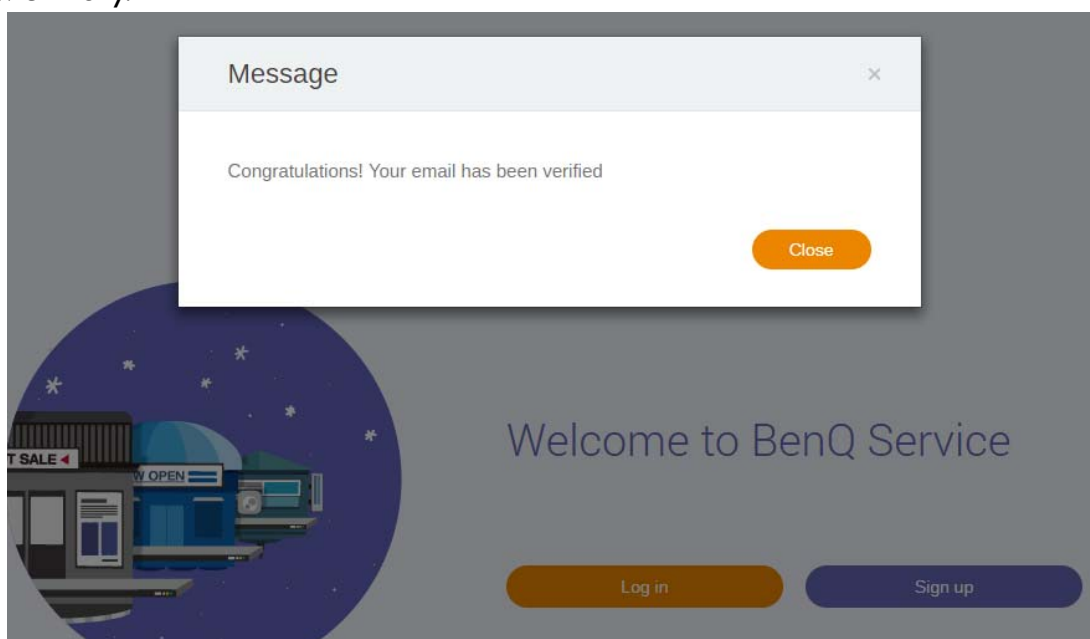 Message
×
Congratulations! Your email has been verified
Close
T SALE
W OPEN
Welcome to BenQ Service
Log in
Sign up